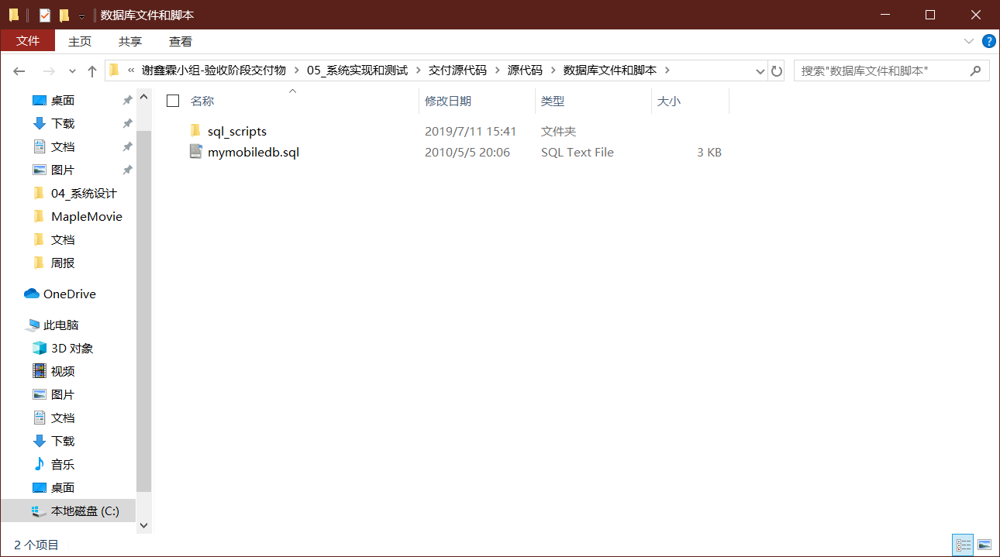 数据库文件和脚本
文件 主页 共享 查看
« 谢鑫霖小组-验收阶段交付物 > 05_系统实现和测试 > 交付源代码 > 源代码 > 数据库文件和脚本 >
搜索"数据库文件和脚本"
桌面
下载
文档
图片
04_系统设计
MapleMovie
文档
周报
OneDrive
此电脑
3D 对象
视频
图片
文档
下载
音乐
桌面
本地磁盘 (C:)
名称 修改日期 类型 大小
sql_scripts 2019/7/11 15:41 文件夹
mymobiledb.sql 2010/5/5 20:06 SQL Text File 3 KB
2 个项目